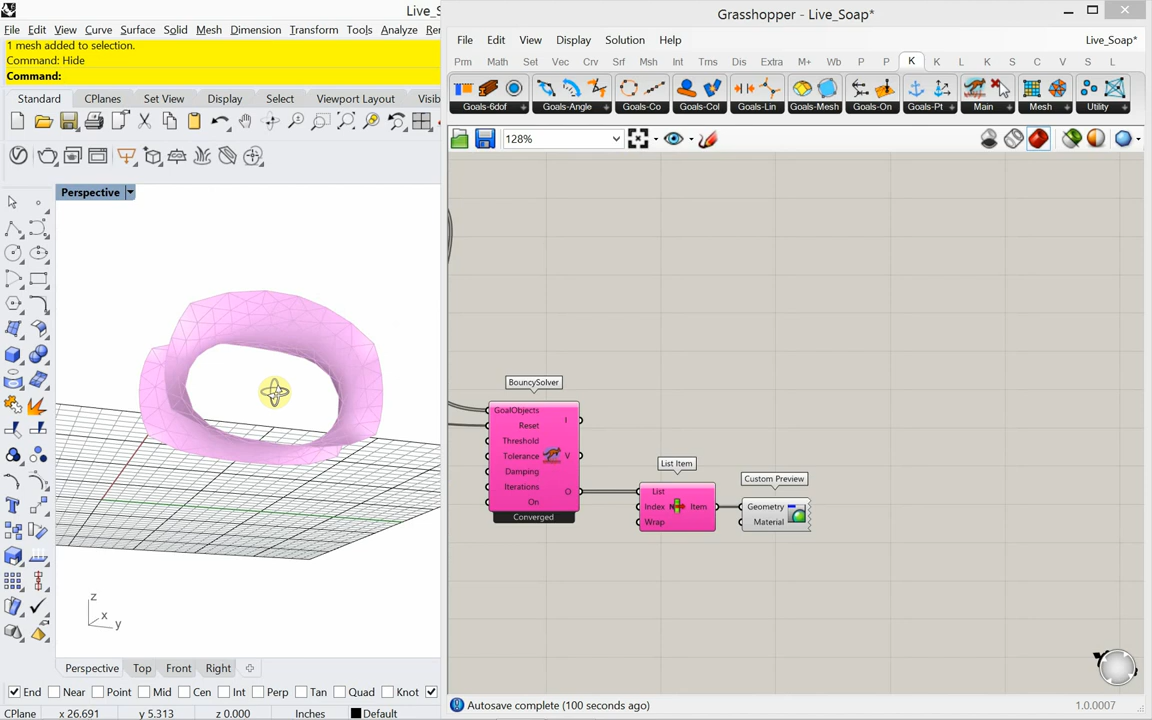 Live_S
File Edit View Curve Surface Solid Mesh Dimension Transform Tools Analyze Re
1 mesh added to selection.
Command: Hide
Command:
Standard CPlanes Set View Display Select Viewport Layout Visib
Perspective
z
x
y
Perspective Top Front Right
End Near Point Mid Cen Int Perp Tan Quad Knot
CPlane x 26.691 y 5.313 z 0.000 Inches Default
Grasshopper - Live_Soap*
File Edit View Display Solution Help Live_Soap*
Prm Math Set Vec Crv Srf Msh Int Trns Dis Extra M+ Wb P P K K L K S C V S L
Goals-6dof Goals-Angle Goals-Co Goals-Col Goals-Lin Goals-Mesh Goals-On Goals-Pt Main Mesh Utility
128%
BouncySolver
GoalObjects
Reset
Threshold
Tolerance
Damping
Iterations
On
I
V
O
Converged
List Item
List
Index
Wrap
Item
Custom Preview
Geometry
Material
Autosave complete (100 seconds ago) 1.0.0007